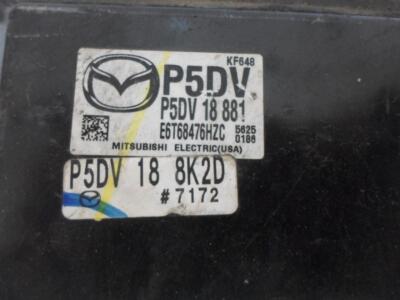 KF648
P5DV
P5DV 18 881
E6T68476HZC 5625
0186
MITSUBISHI ELECTRIC(USA)
P5DV 18 8K2D
#7172